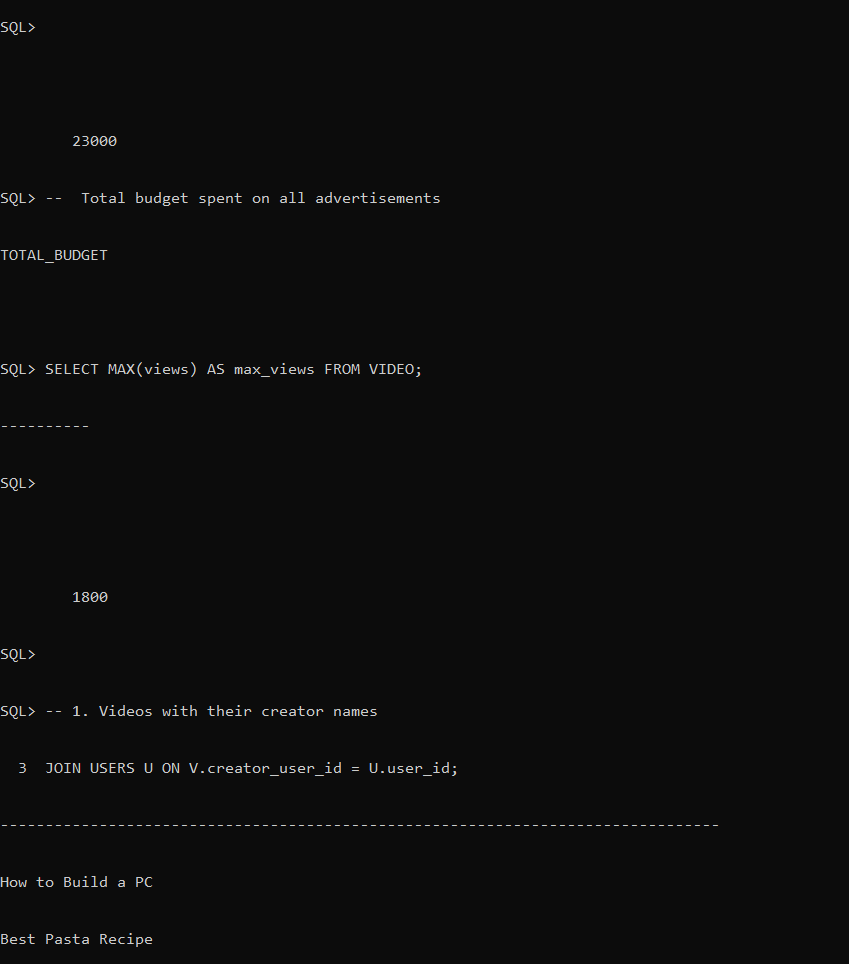 SQL>
23000
SQL> --  Total budget spent on all advertisements
TOTAL_BUDGET
SQL> SELECT MAX(views) AS max_views FROM VIDEO;
----------
SQL>
1800
SQL>
SQL> -- 1. Videos with their creator names
  3  JOIN USERS U ON V.creator_user_id = U.user_id;
--------------------------------------------------------------------------------
How to Build a PC
Best Pasta Recipe